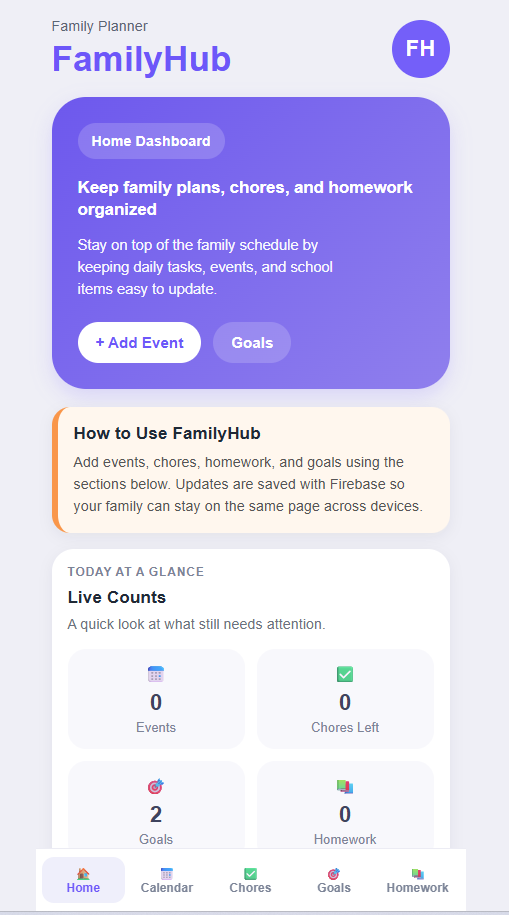 Family Planner
FamilyHub
FH
Home Dashboard
Keep family plans, chores, and homework
organized
Stay on top of the family schedule by
keeping daily tasks, events, and school
items easy to update.
+ Add Event
Goals
How to Use FamilyHub
Add events, chores, homework, and goals using the
sections below. Updates are saved with Firebase so
your family can stay on the same page across devices.
TODAY AT A GLANCE
Live Counts
A quick look at what still needs attention.
0
Events
0
Chores Left
2
Goals
0
Homework
Home
Calendar
Chores
Goals
Homework